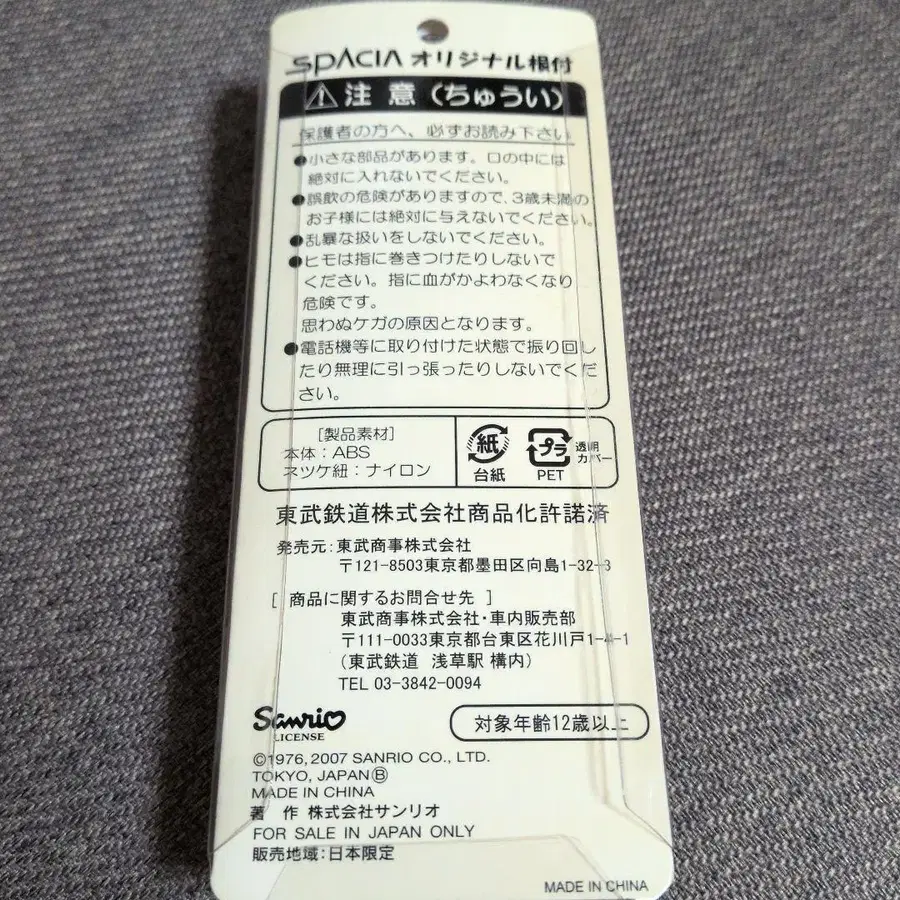 SPACIA オリジナル根付
注 意 (ちゅうい)
保護者の方へ、必ずお読み下さい
●小さな部品があります。口の中には
絶対に入れないでください。
●誤飲の危険がありますので、3歳未満の
お子様には絶対に与えないでください。
●乱暴な扱いをしないでください。
●ヒモは指に巻きつけたりしないで
ください。指に血がかよわなくなり
危険です。
思わぬケガの原因となります。
●電話機等に取り付けた状態で振り回し
たり無理に引っ張ったりしないでくだ
さい。
[製品素材]
本体：ABS
ネツケ紐：ナイロン
紙
台紙
プラ
PET
透明
カバー
東武鉄道株式会社商品化許諾済
発売元：東武商事株式会社
〒121-8503東京都墨田区向島1-32-3
[ 商品に関するお問合せ先 ]
東武商事株式会社・車内販売部
〒111-0033東京都台東区花川戸1-4-1
(東武鉄道 浅草駅 構内)
TEL 03-3842-0094
Sanrio
LICENSE
対象年齢12歳以上
©1976, 2007 SANRIO CO., LTD.
TOKYO, JAPAN Ⓑ
MADE IN CHINA
著 作 株式会社サンリオ
FOR SALE IN JAPAN ONLY
販売地域：日本限定
MADE IN CHINA